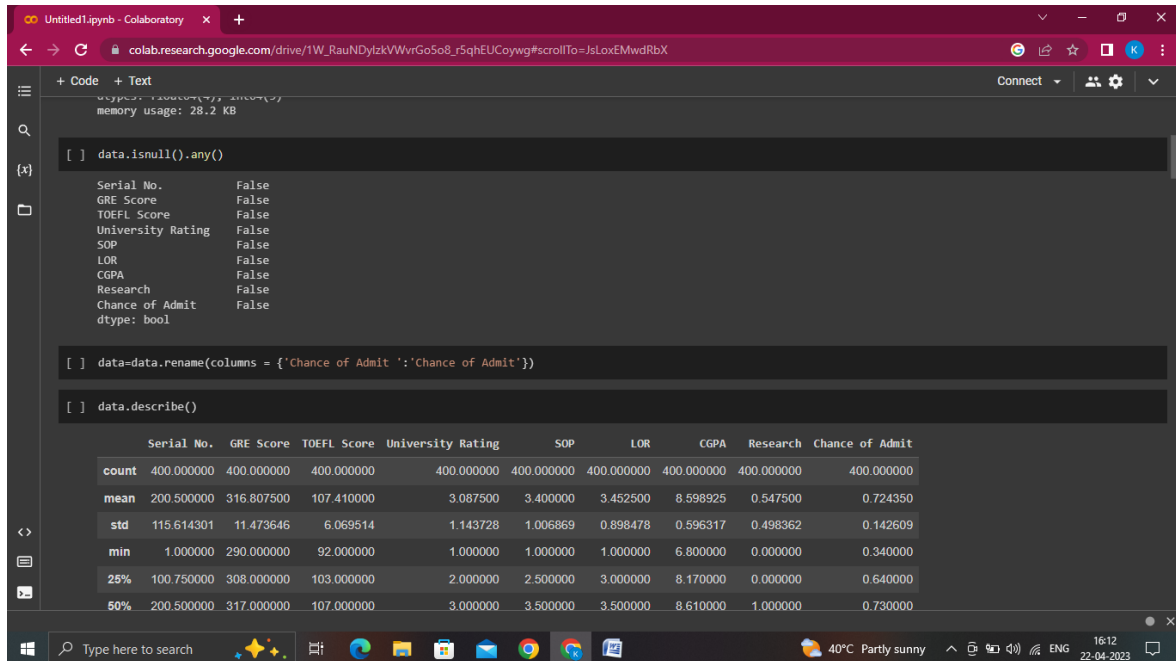 Untitled1.ipynb - Colaboratory
colab.research.google.com/drive/1W_RauNDylzkVWvrGo5o8_r5qhEUCoywg#scrollTo=JsLoxEMwdRbX
K
+ Code + Text
Connect
dtypes: float64(4), int64(5)
memory usage: 28.2 KB
[ ] data.isnull().any()
{x}
Serial No. False
GRE Score False
TOEFL Score False
University Rating False
SOP False
LOR False
CGPA False
Research False
Chance of Admit False
dtype: bool
[ ] data=data.rename(columns = {'Chance of Admit ':'Chance of Admit'})
[ ] data.describe()
Serial No. GRE Score TOEFL Score University Rating SOP LOR CGPA Research Chance of Admit
count 400.000000 400.000000 400.000000 400.000000 400.000000 400.000000 400.000000 400.000000 400.000000
mean 200.500000 316.807500 107.410000 3.087500 3.400000 3.452500 8.598925 0.547500 0.724350
std 115.614301 11.473646 6.069514 1.143728 1.006869 0.898478 0.596317 0.498362 0.142609
min 1.000000 290.000000 92.000000 1.000000 1.000000 1.000000 6.800000 0.000000 0.340000
25% 100.750000 308.000000 103.000000 2.000000 2.500000 3.000000 8.170000 0.000000 0.640000
50% 200.500000 317.000000 107.000000 3.000000 3.500000 3.500000 8.610000 1.000000 0.730000
Type here to search
40°C Partly sunny
ENG
16:12
22-04-2023